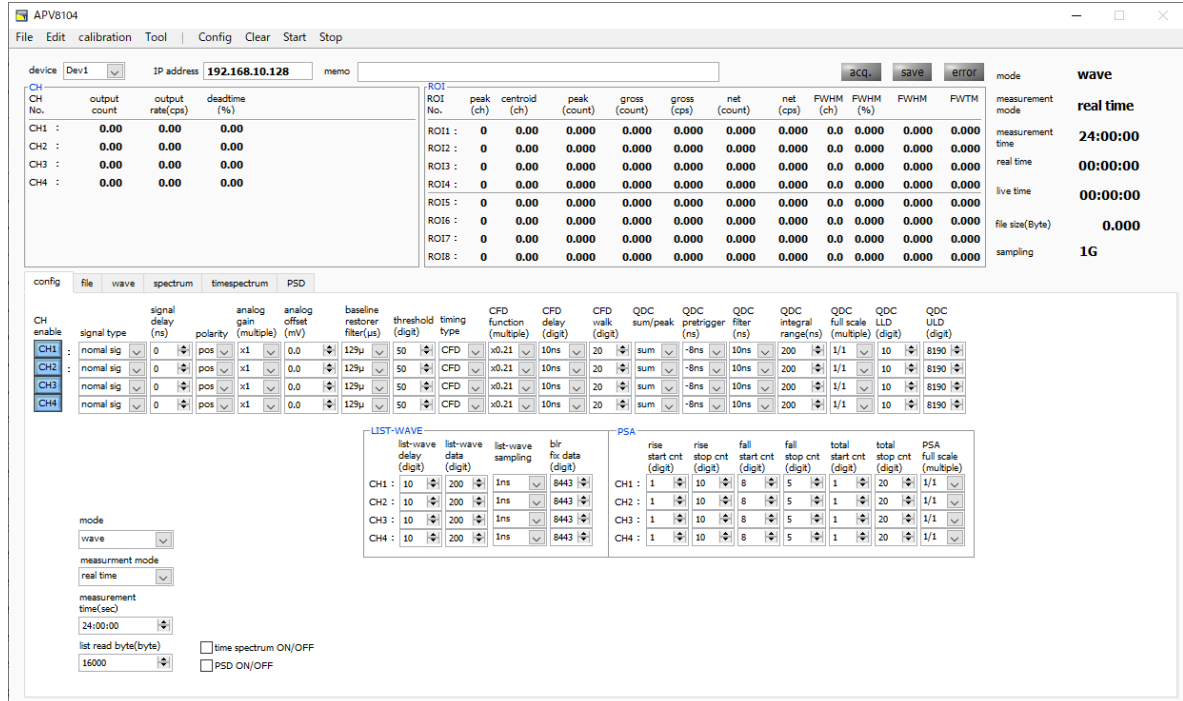 APV8104
File Edit calibration Tool | Config Clear Start Stop
device Dev1 IP address 192.168.10.128 memo acq. save error mode wave
CH
CH No. output count output rate(cps) deadtime (%)
CH1 : 0.00 0.00 0.00
CH2 : 0.00 0.00 0.00
CH3 : 0.00 0.00 0.00
CH4 : 0.00 0.00 0.00
ROI
ROI No. peak (ch) centroid (ch) peak (count) gross (count) gross (cps) net (count) net (cps) FWHM (ch) FWHM (%) FWHM FWTM
ROI1 : 0 0.00 0.000 0.000 0.000 0.000 0.000 0.0 0.000 0.000 0.000
ROI2 : 0 0.00 0.000 0.000 0.000 0.000 0.000 0.0 0.000 0.000 0.000
ROI3 : 0 0.00 0.000 0.000 0.000 0.000 0.000 0.0 0.000 0.000 0.000
ROI4 : 0 0.00 0.000 0.000 0.000 0.000 0.000 0.0 0.000 0.000 0.000
ROI5 : 0 0.00 0.000 0.000 0.000 0.000 0.000 0.0 0.000 0.000 0.000
ROI6 : 0 0.00 0.000 0.000 0.000 0.000 0.000 0.0 0.000 0.000 0.000
ROI7 : 0 0.00 0.000 0.000 0.000 0.000 0.000 0.0 0.000 0.000 0.000
ROI8 : 0 0.00 0.000 0.000 0.000 0.000 0.000 0.0 0.000 0.000 0.000
measurement mode real time
measurement time 24:00:00
real time 00:00:00
live time 00:00:00
file size(Byte) 0.000
sampling 1G
config file wave spectrum timespectrum PSD
CH enable signal type signal delay (ns) polarity analog gain (multiple) analog offset (mV) baseline restorer filter(μs) threshold (digit) timing type CFD function (multiple) CFD delay (digit) CFD walk (digit) QDC sum/peak QDC pretrigger (ns) QDC filter (ns) QDC integral range(ns) QDC full scale (multiple) QDC LLD (digit) QDC ULD (digit)
CH1 : nomal sig 0 pos x1 0.0 129μ 50 CFD x0.21 10ns 20 sum -8ns 10ns 200 1/1 10 8190
CH2 : nomal sig 0 pos x1 0.0 129μ 50 CFD x0.21 10ns 20 sum -8ns 10ns 200 1/1 10 8190
CH3 nomal sig 0 pos x1 0.0 129μ 50 CFD x0.21 10ns 20 sum -8ns 10ns 200 1/1 10 8190
CH4 nomal sig 0 pos x1 0.0 129μ 50 CFD x0.21 10ns 20 sum -8ns 10ns 200 1/1 10 8190
LIST-WAVE
list-wave delay (digit) list-wave data (digit) list-wave sampling blr fix data (digit)
CH1 : 10 200 1ns 8443
CH2 : 10 200 1ns 8443
CH3 : 10 200 1ns 8443
CH4 : 10 200 1ns 8443
PSA
rise start cnt (digit) rise stop cnt (digit) fall start cnt (digit) fall stop cnt (digit) total start cnt (digit) total stop cnt (digit) PSA full scale (multiple)
CH1 : 1 10 8 5 1 20 1/1
CH2 : 1 10 8 5 1 20 1/1
CH3 : 1 10 8 5 1 20 1/1
CH4 : 1 10 8 5 1 20 1/1
mode
wave
measurment mode
real time
measurement
time(sec)
24:00:00
list read byte(byte)
16000
time spectrum ON/OFF
PSD ON/OFF